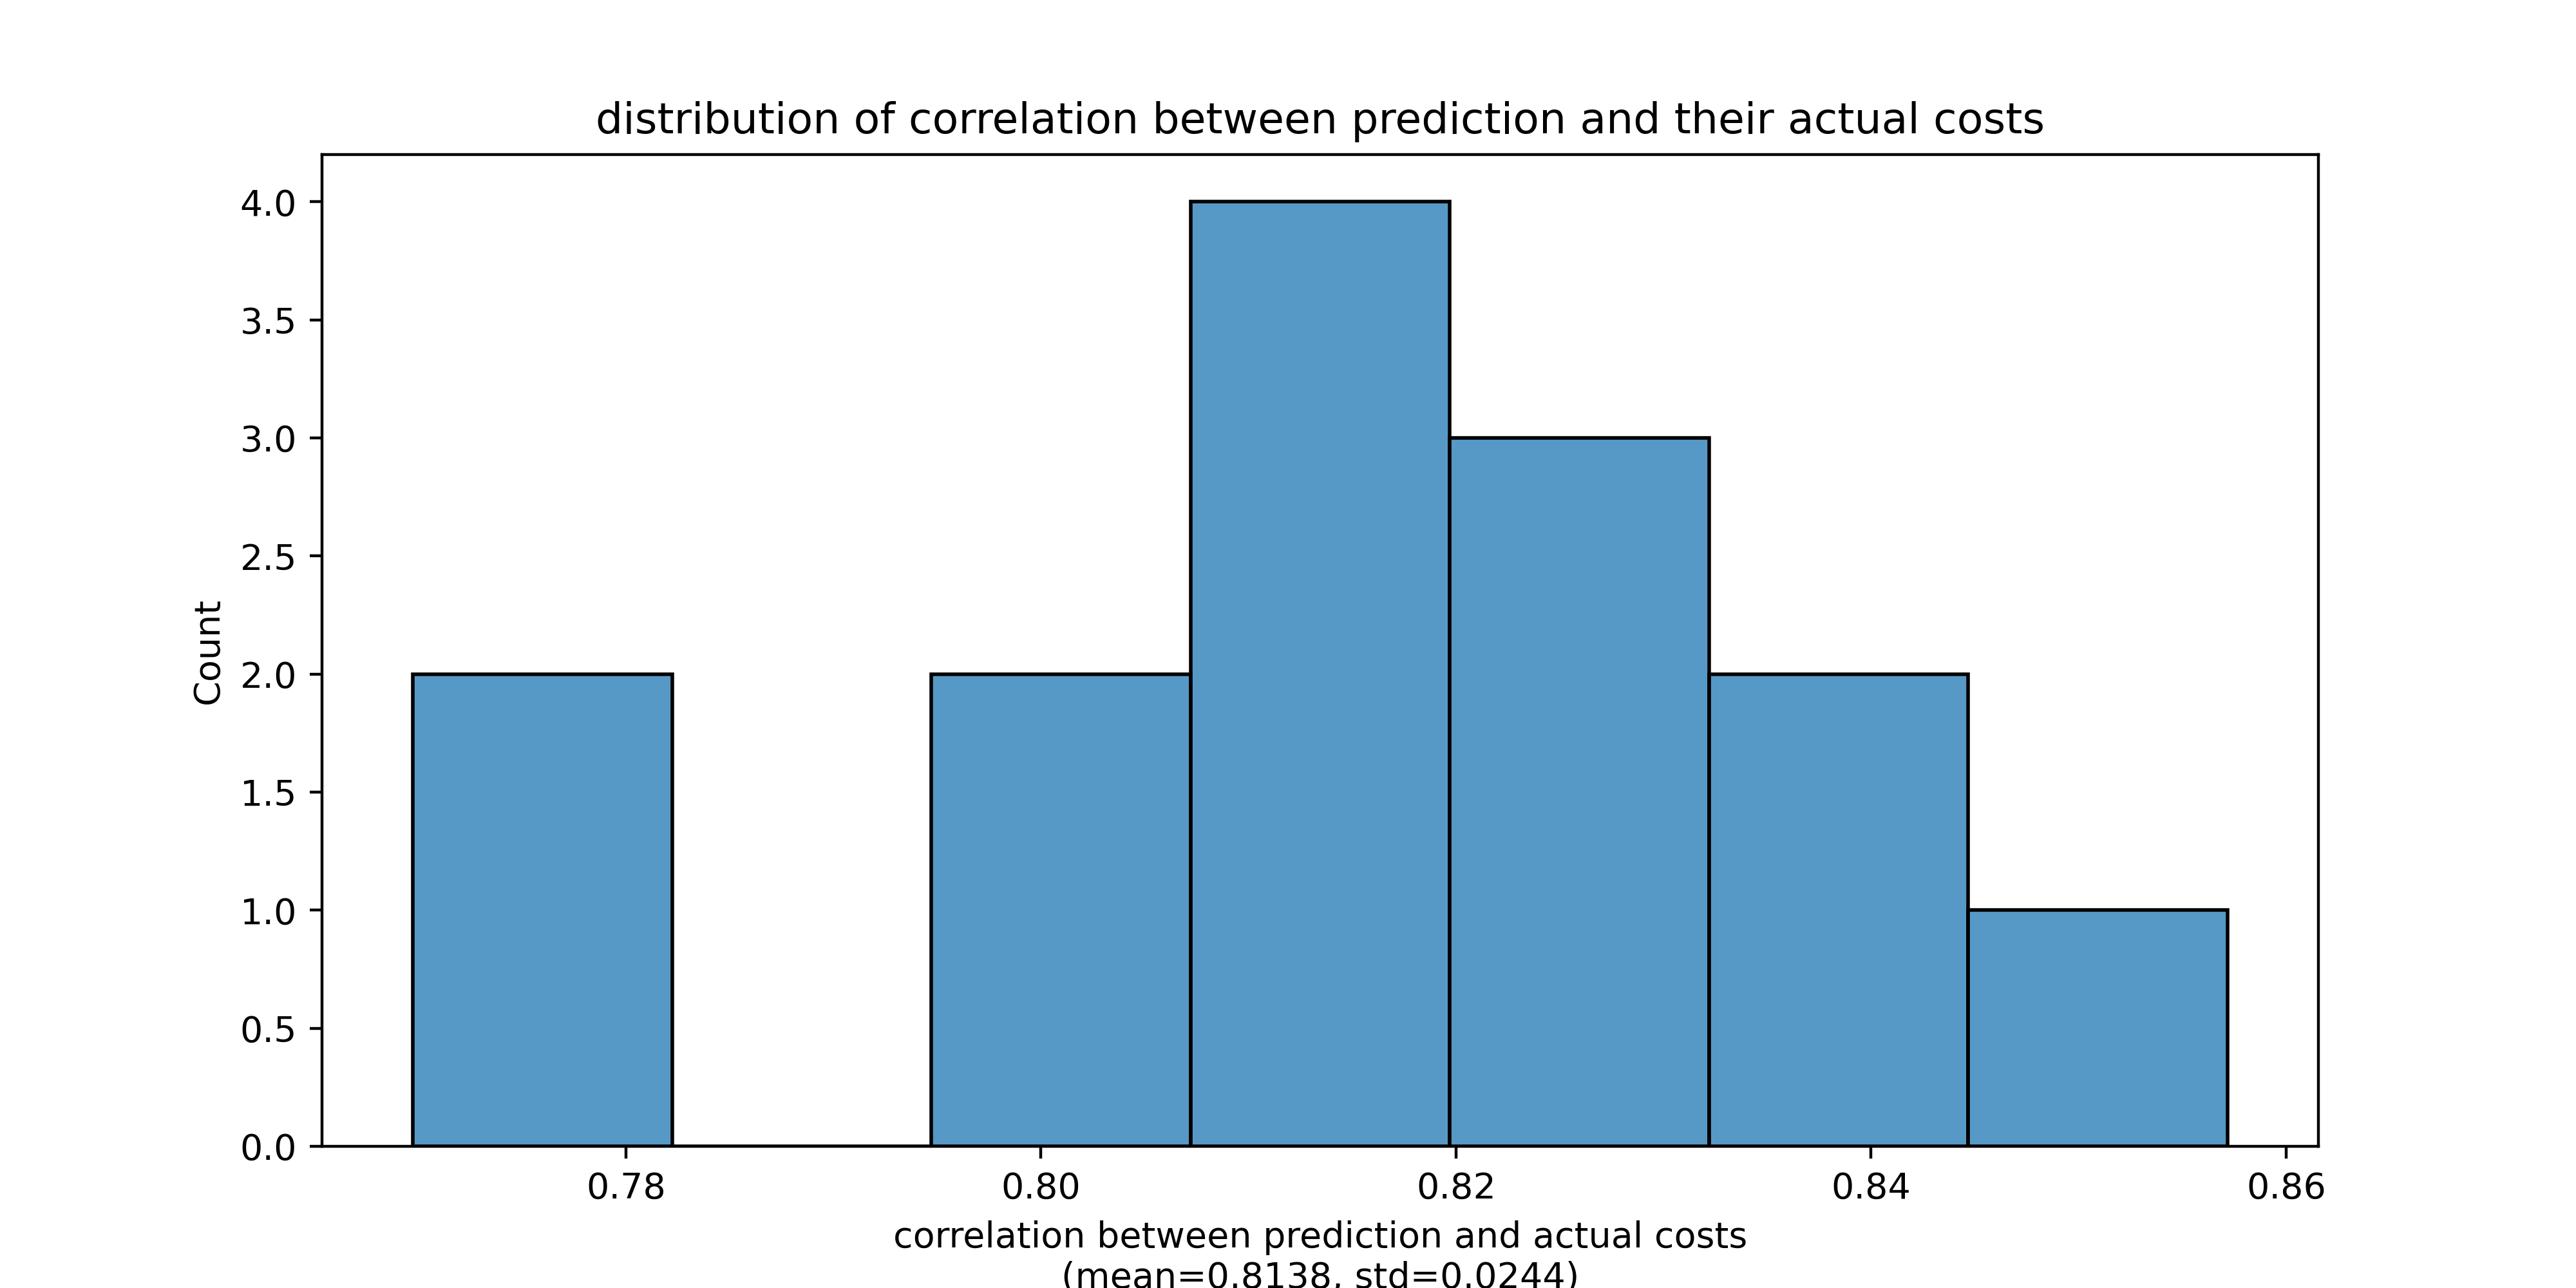 distribution of correlation between prediction and their actual costs
4.0
3.5
3.0
2.5
2.0
1.5
1.0
0.5
0.0
Count
0.78 0.80 0.82 0.84 0.86
correlation between prediction and actual costs
(mean=0.8138, std=0.0244)